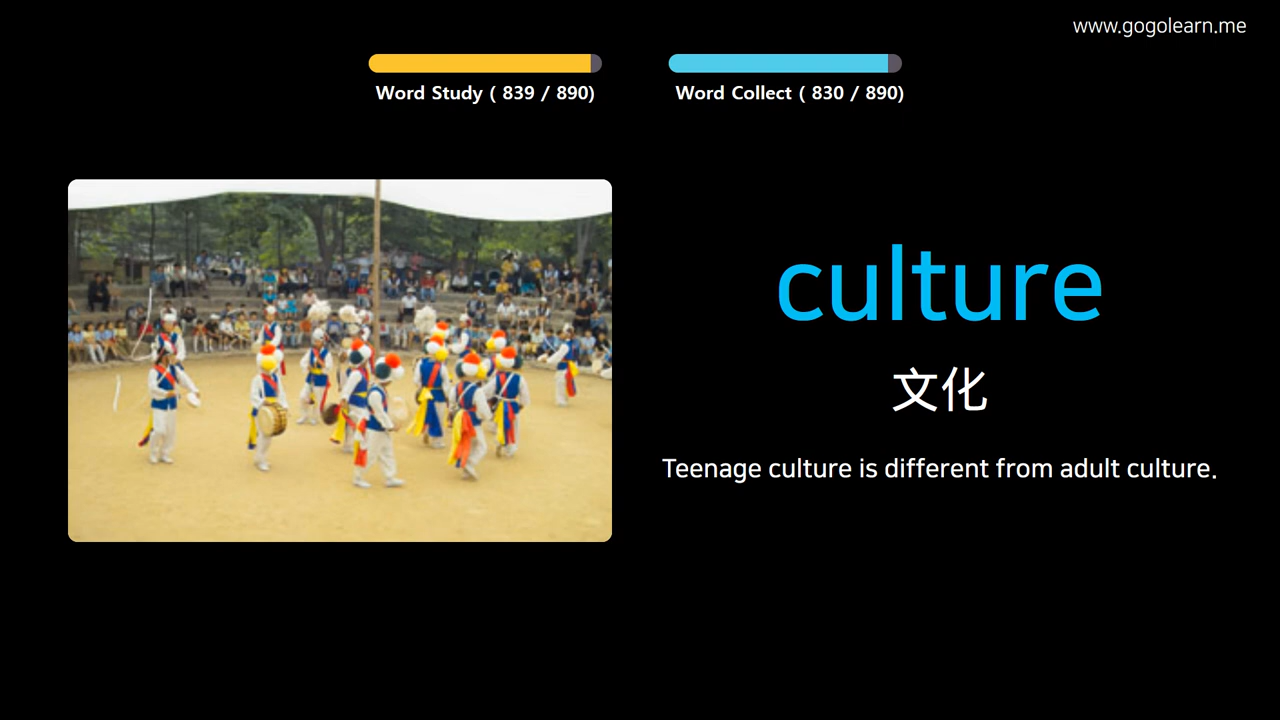 www.gogolearn.me
Word Study ( 839 / 890)
Word Collect ( 830 / 890)
culture
文化
Teenage culture is different from adult culture.